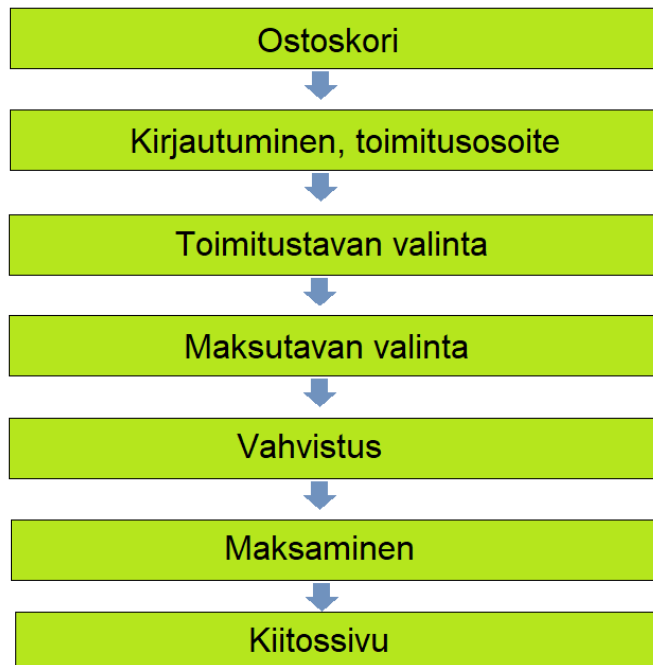 Ostoskori
Kirjautuminen, toimitusosoite
Toimitustavan valinta
Maksutavan valinta
Vahvistus
Maksaminen
Kiitossivu